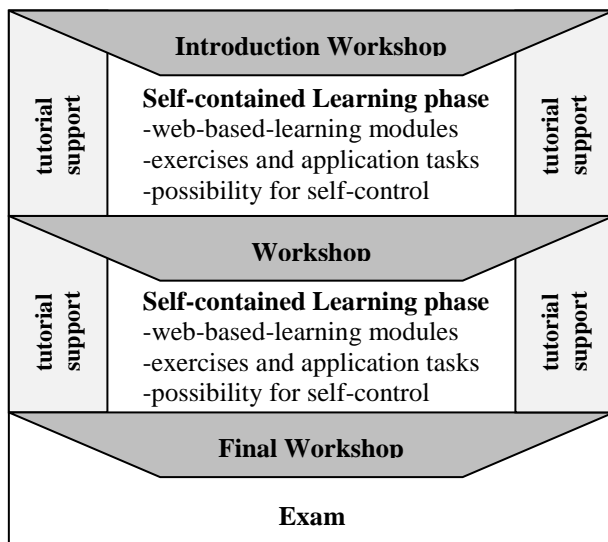 Introduction Workshop
tutorial
support
Self-contained Learning phase
-web-based-learning modules
-exercises and application tasks
-possibility for self-control
tutorial
support
Workshop
tutorial
support
Self-contained Learning phase
-web-based-learning modules
-exercises and application tasks
-possibility for self-control
tutorial
support
Final Workshop
Exam